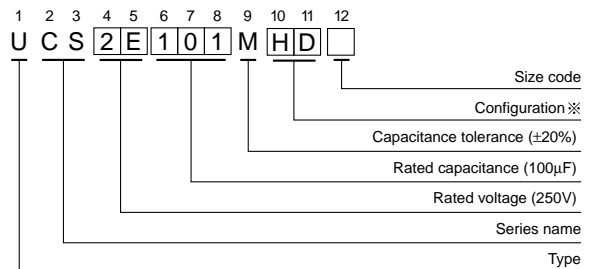 1 2 3 4 5 6 7 8 9 10 11 12
U C S 2 E 1 0 1 M H D
Size code
Configuration※
Capacitance tolerance (±20%)
Rated capacitance (100µF)
Rated voltage (250V)
Series name
Type